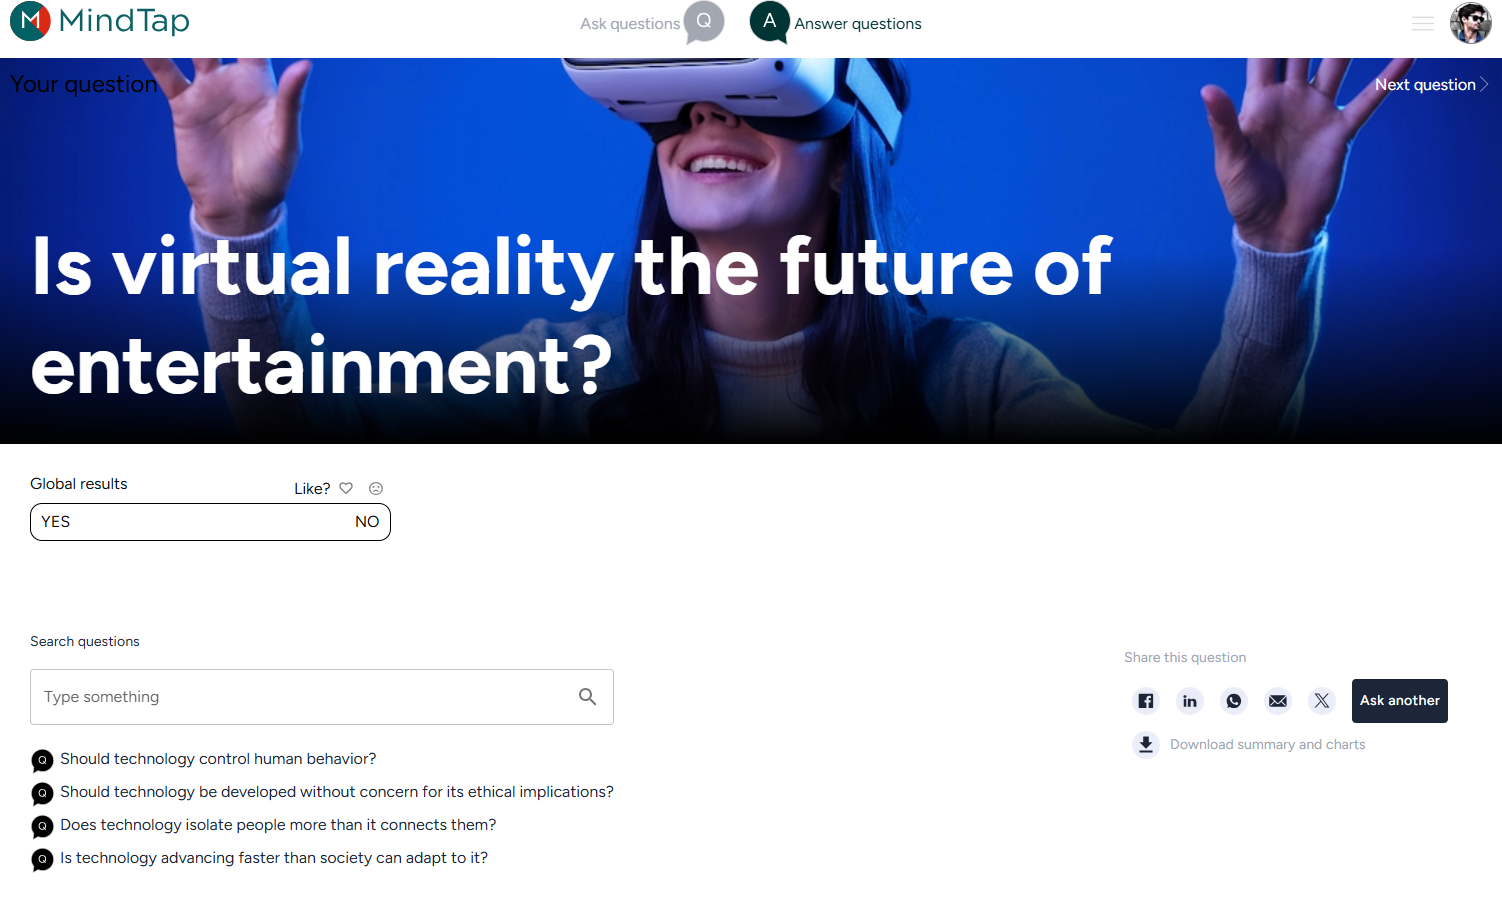 MindTap
Ask questions Q
A Answer questions
Your question
Next question
Is virtual reality the future of
entertainment?
Global results
Like?
YES NO
Search questions
Type something
Q Should technology control human behavior?
Q Should technology be developed without concern for its ethical implications?
Q Does technology isolate people more than it connects them?
Q Is technology advancing faster than society can adapt to it?
Share this question
Ask another
Download summary and charts